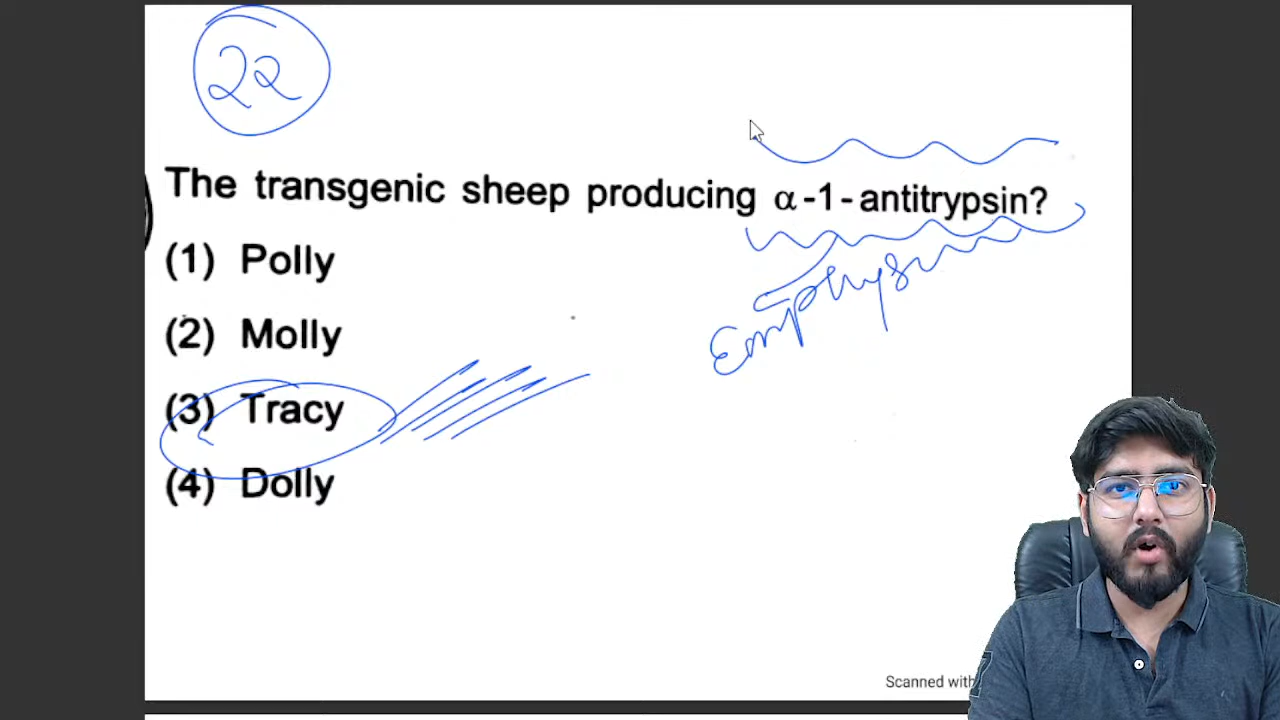 22
The transgenic sheep producing α-1-antitrypsin?
Emphysema
(1) Polly
(2) Molly
(3) Tracy
(4) Dolly
Scanned with